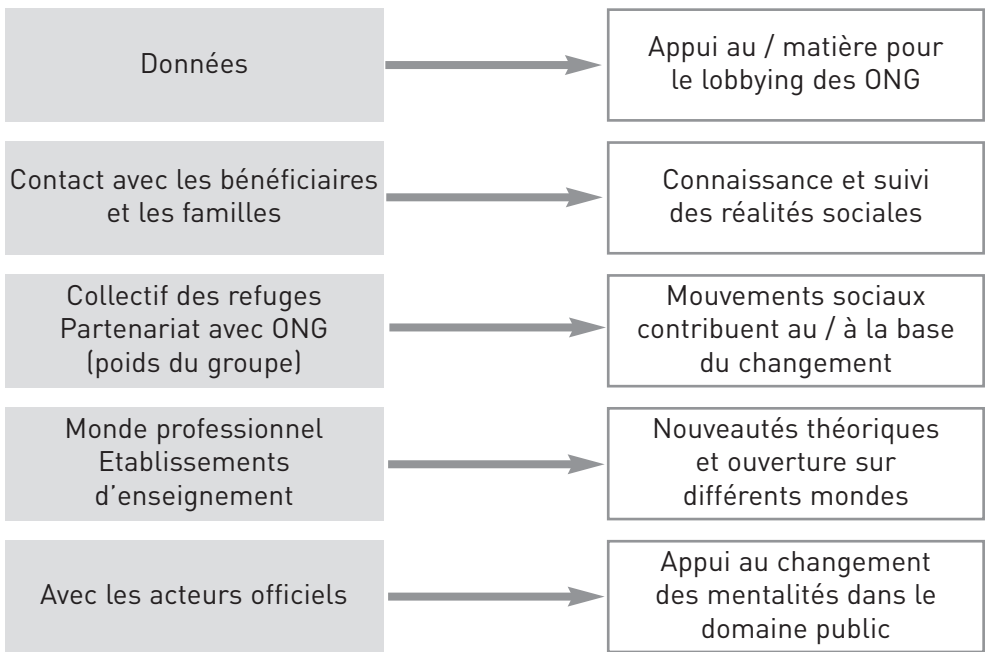 Données
Appui au / matière pour
le lobbying des ONG
Contact avec les bénéficiaires
et les familles
Connaissance et suivi
des réalités sociales
Collectif des refuges
Partenariat avec ONG
(poids du groupe)
Mouvements sociaux
contribuent au / à la base
du changement
Monde professionnel
Etablissements
d'enseignement
Nouveautés théoriques
et ouverture sur
différents mondes
Avec les acteurs officiels
Appui au changement
des mentalités dans le
domaine public